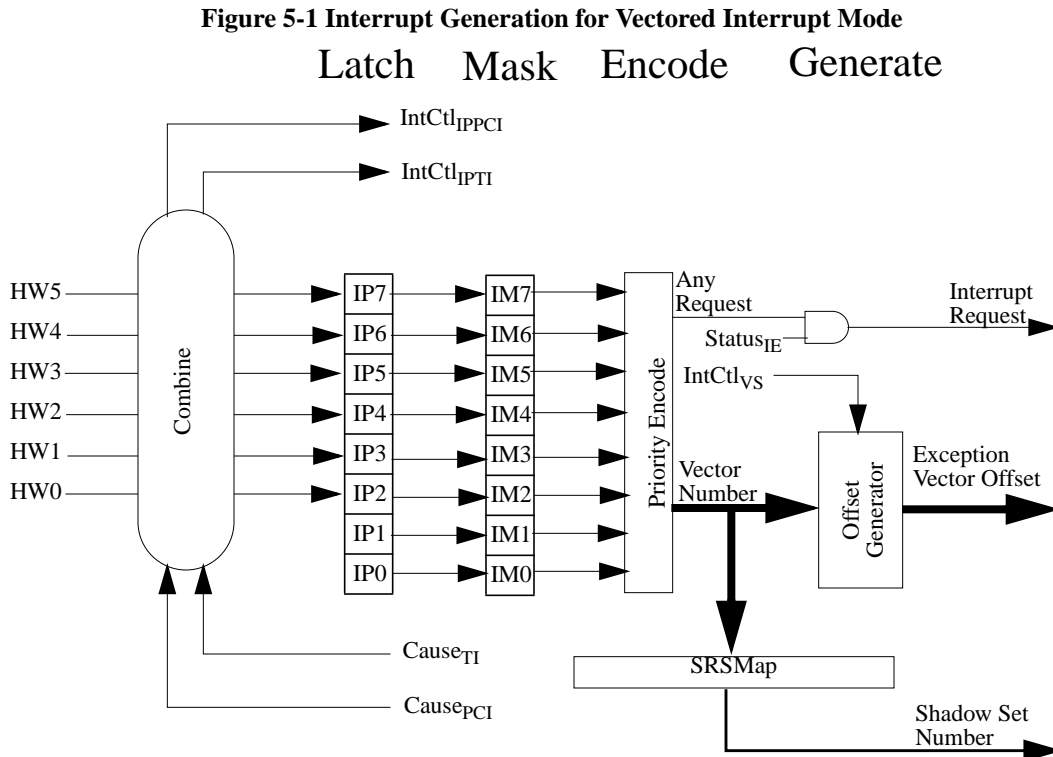 Figure 5-1 Interrupt Generation for Vectored Interrupt Mode
Latch Mask Encode Generate
IntCtlIPPCI
IntCtlIPTI
HW5
HW4
HW3
HW2
HW1
HW0
Combine
IP7
IP6
IP5
IP4
IP3
IP2
IP1
IP0
IM7
IM6
IM5
IM4
IM3
IM2
IM1
IM0
Priority Encode
Any
Request
StatusIE
IntCtlVS
Vector
Number
Offset
Generator
Interrupt
Request
Exception
Vector Offset
CauseTI
CausePCI
SRSMap
Shadow Set
Number